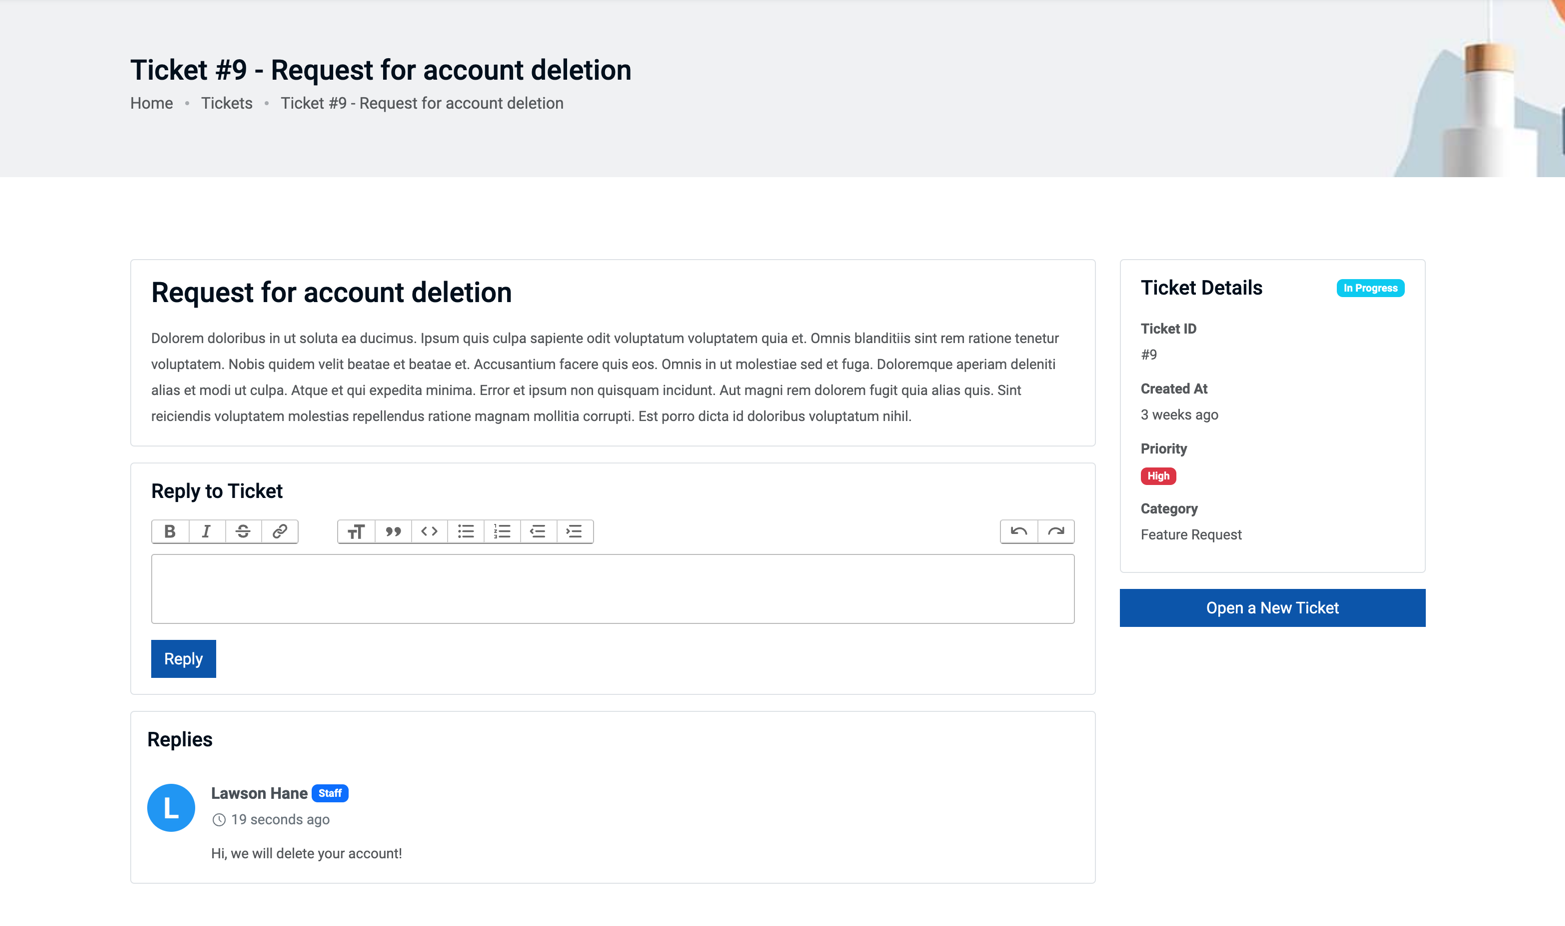 Ticket #9 - Request for account deletion
Home • Tickets • Ticket #9 - Request for account deletion
Request for account deletion
Dolorem doloribus in ut soluta ea ducimus. Ipsum quis culpa sapiente odit voluptatum voluptatem quia et. Omnis blanditiis sint rem ratione tenetur
voluptatem. Nobis quidem velit beatae et beatae et. Accusantium facere quis eos. Omnis in ut molestiae sed et fuga. Doloremque aperiam deleniti
alias et modi ut culpa. Atque et qui expedita minima. Error et ipsum non quisquam incidunt. Aut magni rem dolorem fugit quia alias quis. Sint
reiciendis voluptatem molestias repellendus ratione magnam mollitia corrupti. Est porro dicta id doloribus voluptatum nihil.
Reply to Ticket
Reply
Replies
L
Lawson Hane Staff
19 seconds ago
Hi, we will delete your account!
Ticket Details In Progress
Ticket ID
#9
Created At
3 weeks ago
Priority
High
Category
Feature Request
Open a New Ticket